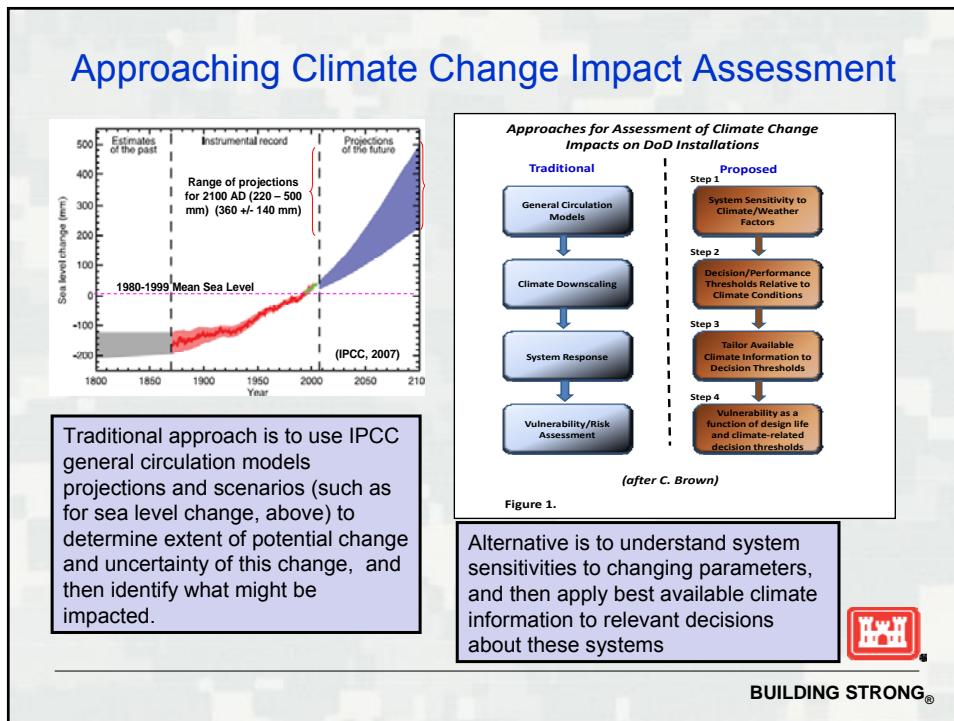 Approaching Climate Change Impact Assessment
Estimates
of the past
Instrumental record
Projections
of the future
Range of projections
for 2100 AD (220 – 500
mm) (360 +/- 140 mm)
1980-1999 Mean Sea Level
(IPCC, 2007)
Sea level change (mm)
500
400
300
200
100
0
-100
-200
1800
1850
1900
1950
2000
2050
210
Year
Traditional approach is to use IPCC
general circulation models
projections and scenarios (such as
for sea level change, above) to
determine extent of potential change
and uncertainty of this change, and
then identify what might be
impacted.
Approaches for Assessment of Climate Change
Impacts on DoD Installations
Traditional
General Circulation
Models
Climate Downscaling
System Response
Vulnerability/Risk
Assessment
Proposed
Step 1
System Sensitivity to
Climate/Weather
Factors
Step 2
Decision/Performance
Thresholds Relative to
Climate Conditions
Step 3
Tailor Available
Climate Information to
Decision Thresholds
Step 4
Vulnerability as a
function of design life
and climate-related
decision thresholds
(after C. Brown)
Figure 1.
Alternative is to understand system
sensitivities to changing parameters,
and then apply best available climate
information to relevant decisions
about these systems
BUILDING STRONG®